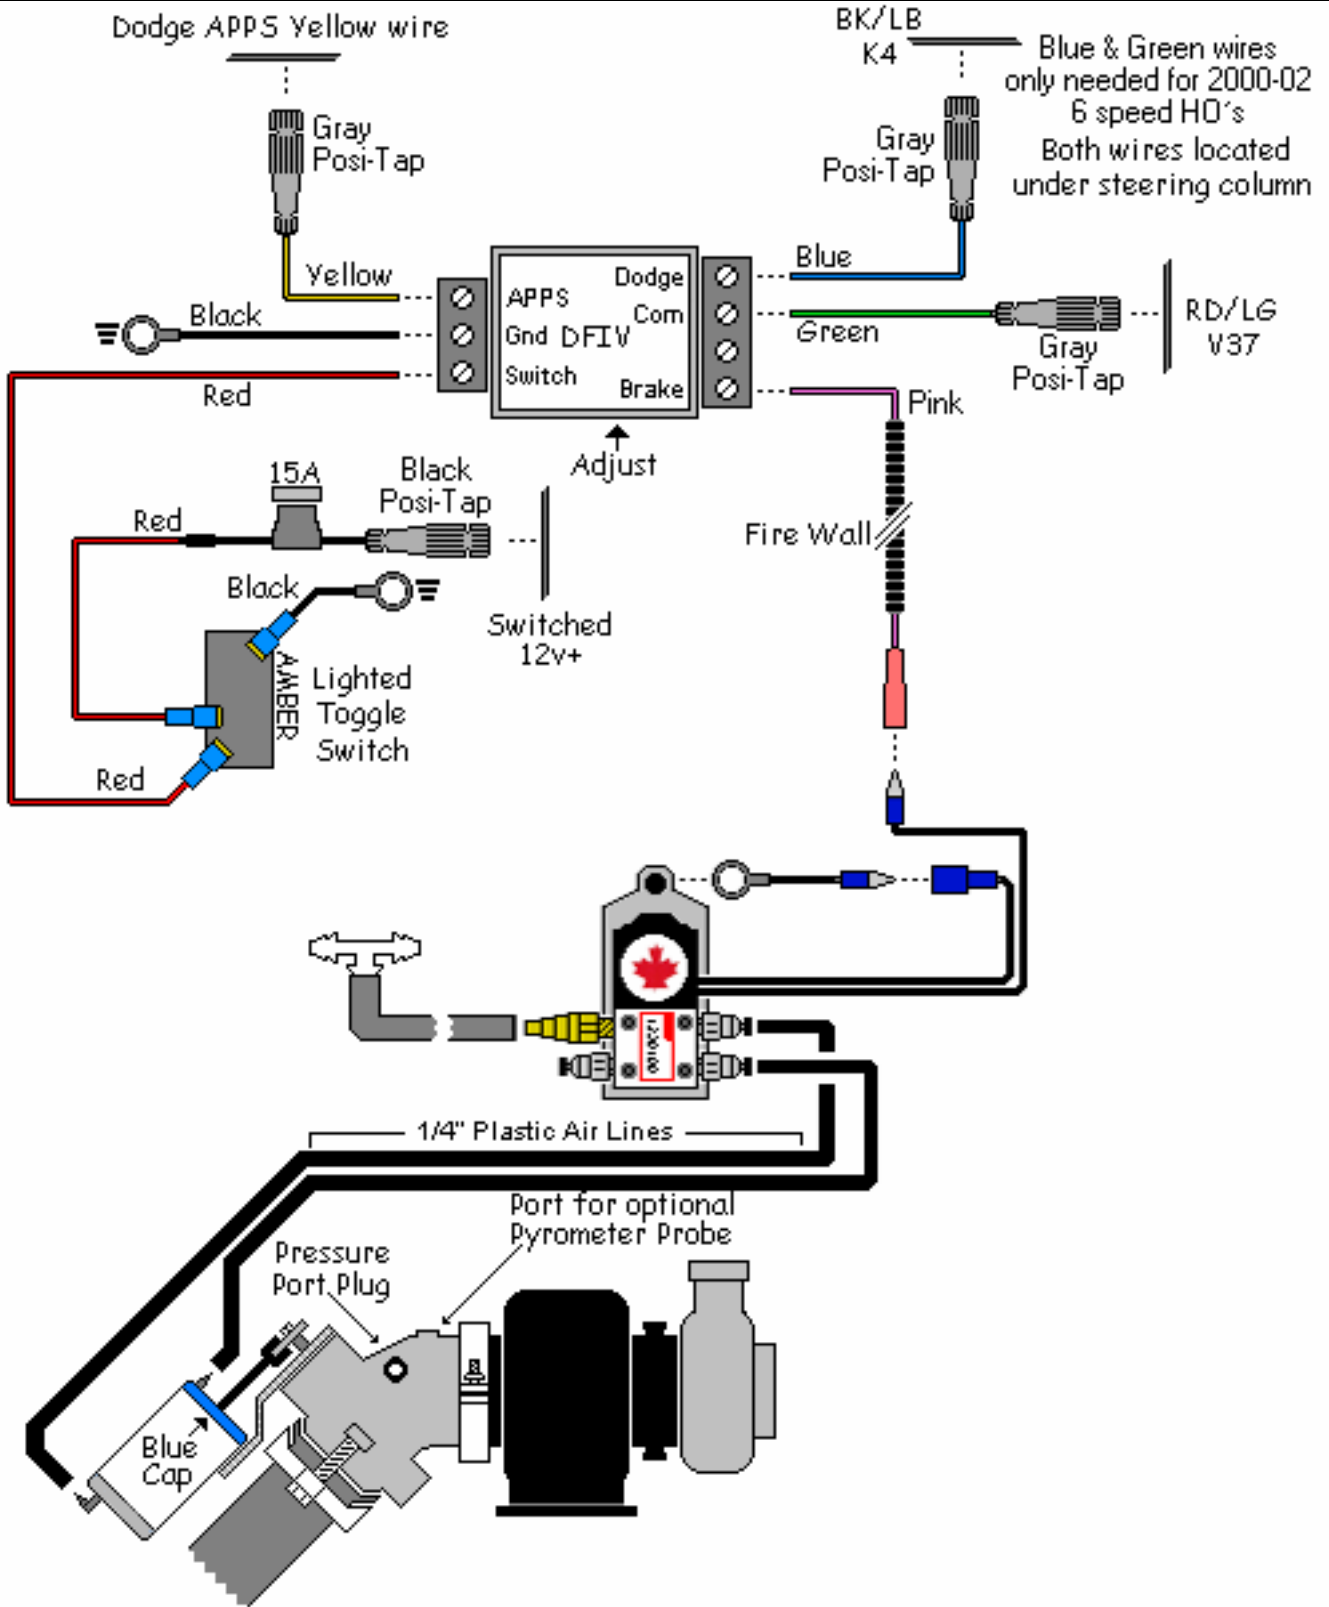 Dodge APPS Yellow wire
BK/LB
K4
Blue & Green wires
only needed for 2000-02
6 speed HO's
Both wires located
under steering column
Gray
Posi-Tap
Gray
Posi-Tap
Yellow
Black
Red
APPS
Gnd
Switch
DFIV
Dodge
Com
Brake
Adjust
Blue
Green
Pink
Gray
Posi-Tap
RD/LG
V37
15A
Black
Posi-Tap
Red
Black
Switched
12v+
AMBER
Lighted
Toggle
Switch
Red
Fire Wall
1/4" Plastic Air Lines
Port for optional
Pyrometer Probe
Pressure
Port Plug
Blue
Cap